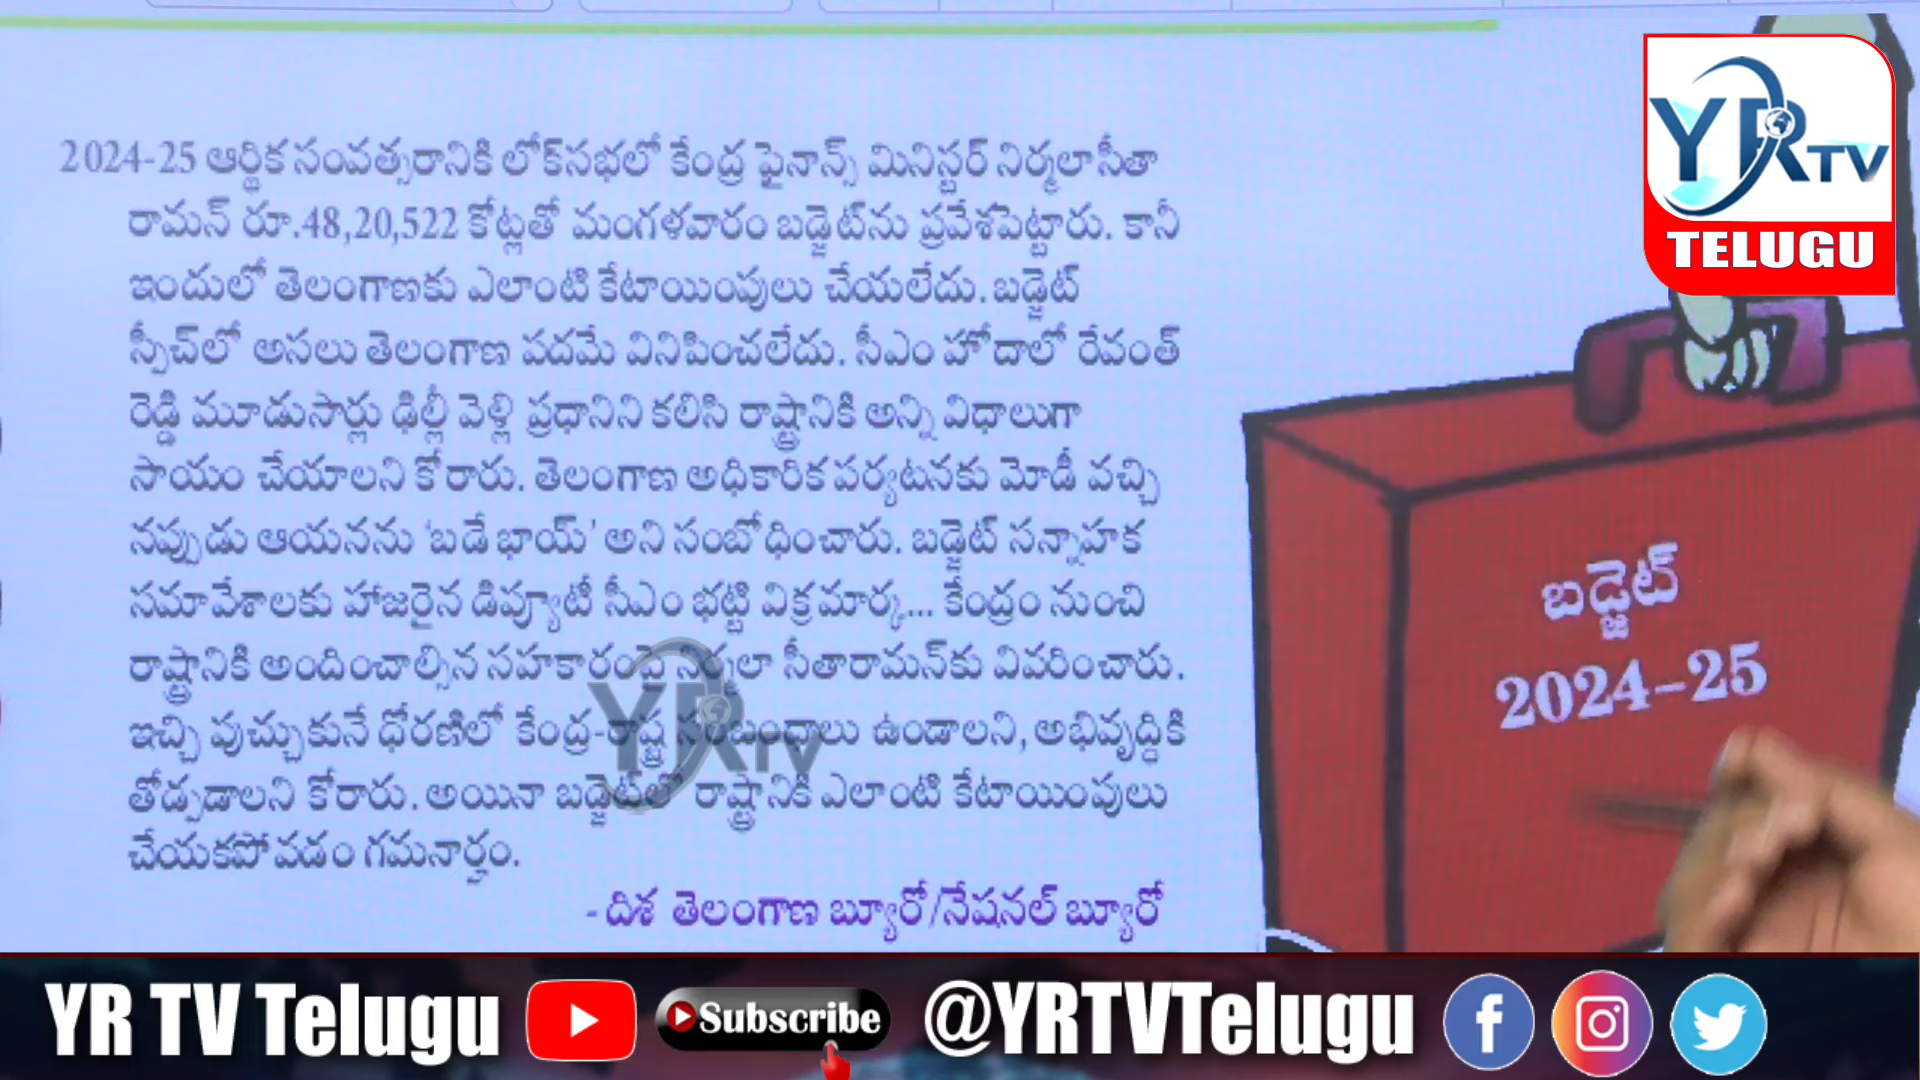 2024-25 ఆర్థిక సంవత్సరానికి లోక్‌సభలో కేంద్ర ఫైనాన్స్ మినిస్టర్ నిర్మలా సీతా
రామన్ రూ.48,20,522 కోట్లతో మంగళవారం బడ్జెట్‌ను ప్రవేశపెట్టారు. కానీ
ఇందులో తెలంగాణకు ఎలాంటి కేటాయింపులు చేయలేదు. బడ్జెట్
స్పీచ్‌లో అసలు తెలంగాణ పదమే వినిపించలేదు. సీఎం హోదాలో రేవంత్
రెడ్డి మూడుసార్లు ఢిల్లీ వెళ్లి ప్రధానిని కలిసి రాష్ట్రానికి అన్ని విధాలుగా
సాయం చేయాలని కోరారు. తెలంగాణ అధికారిక పర్యటనకు మోడీ వచ్చి
నప్పుడు ఆయనను ‘బడే భాయ్’ అని సంబోధించారు. బడ్జెట్ సన్నాహక
సమావేశాలకు హాజరైన డిప్యూటీ సీఎం భట్టి విక్రమార్క... కేంద్రం నుంచి
రాష్ట్రానికి అందించాల్సిన సహకారంపై నిర్మలా సీతారామన్‌కు వివరించారు.
ఇచ్చి పుచ్చుకునే ధోరణిలో కేంద్ర-రాష్ట్ర సంబంధాలు ఉండాలని, అభివృద్ధికి
తోడ్పడాలని కోరారు. అయినా బడ్జెట్‌లో రాష్ట్రానికి ఎలాంటి కేటాయింపులు
చేయకపోవడం గమనార్హం.
- దిశ తెలంగాణ బ్యూరో/నేషనల్ బ్యూరో
బడ్జెట్
2024-25
YR TV
TELUGU
YRTV
YR TV Telugu
Subscribe
@YRTVTelugu